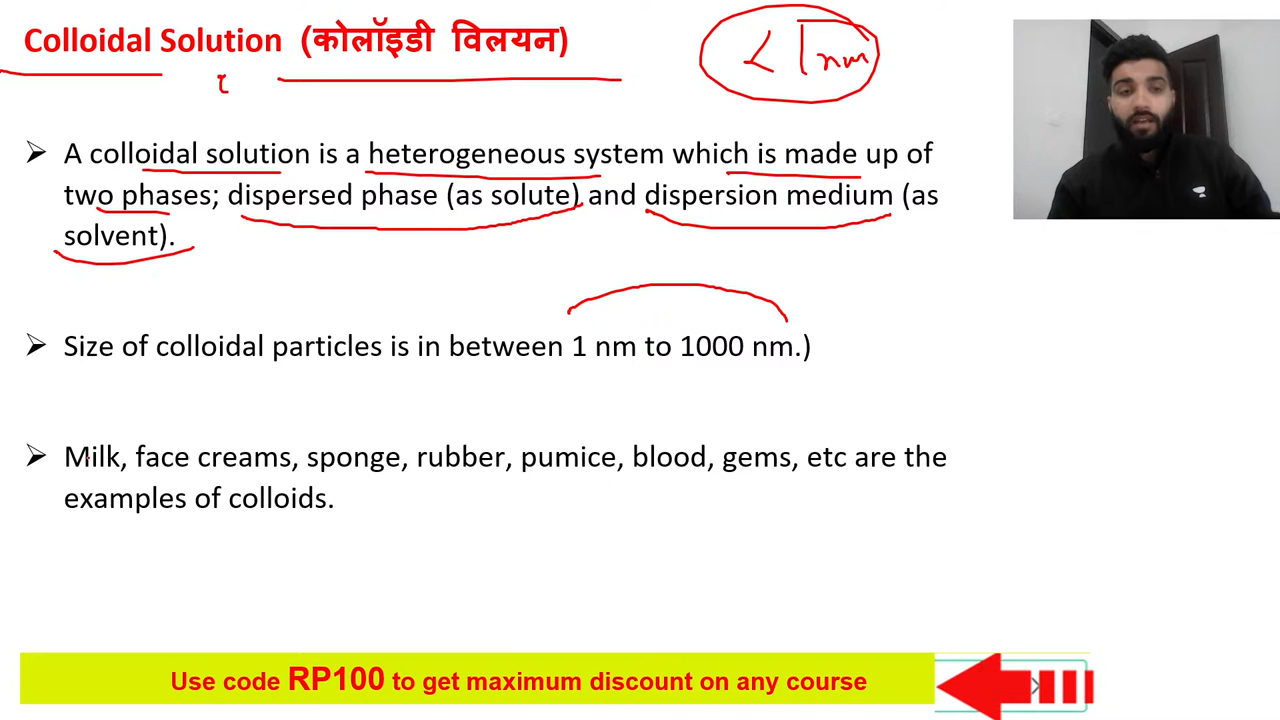 Colloidal Solution (कोलॉइडी विलयन)
< 1 nm
➢ A colloidal solution is a heterogeneous system which is made up of
two phases; dispersed phase (as solute) and dispersion medium (as
solvent).
➢ Size of colloidal particles is in between 1 nm to 1000 nm.)
➢ Milk, face creams, sponge, rubber, pumice, blood, gems, etc are the
examples of colloids.
Use code RP100 to get maximum discount on any course